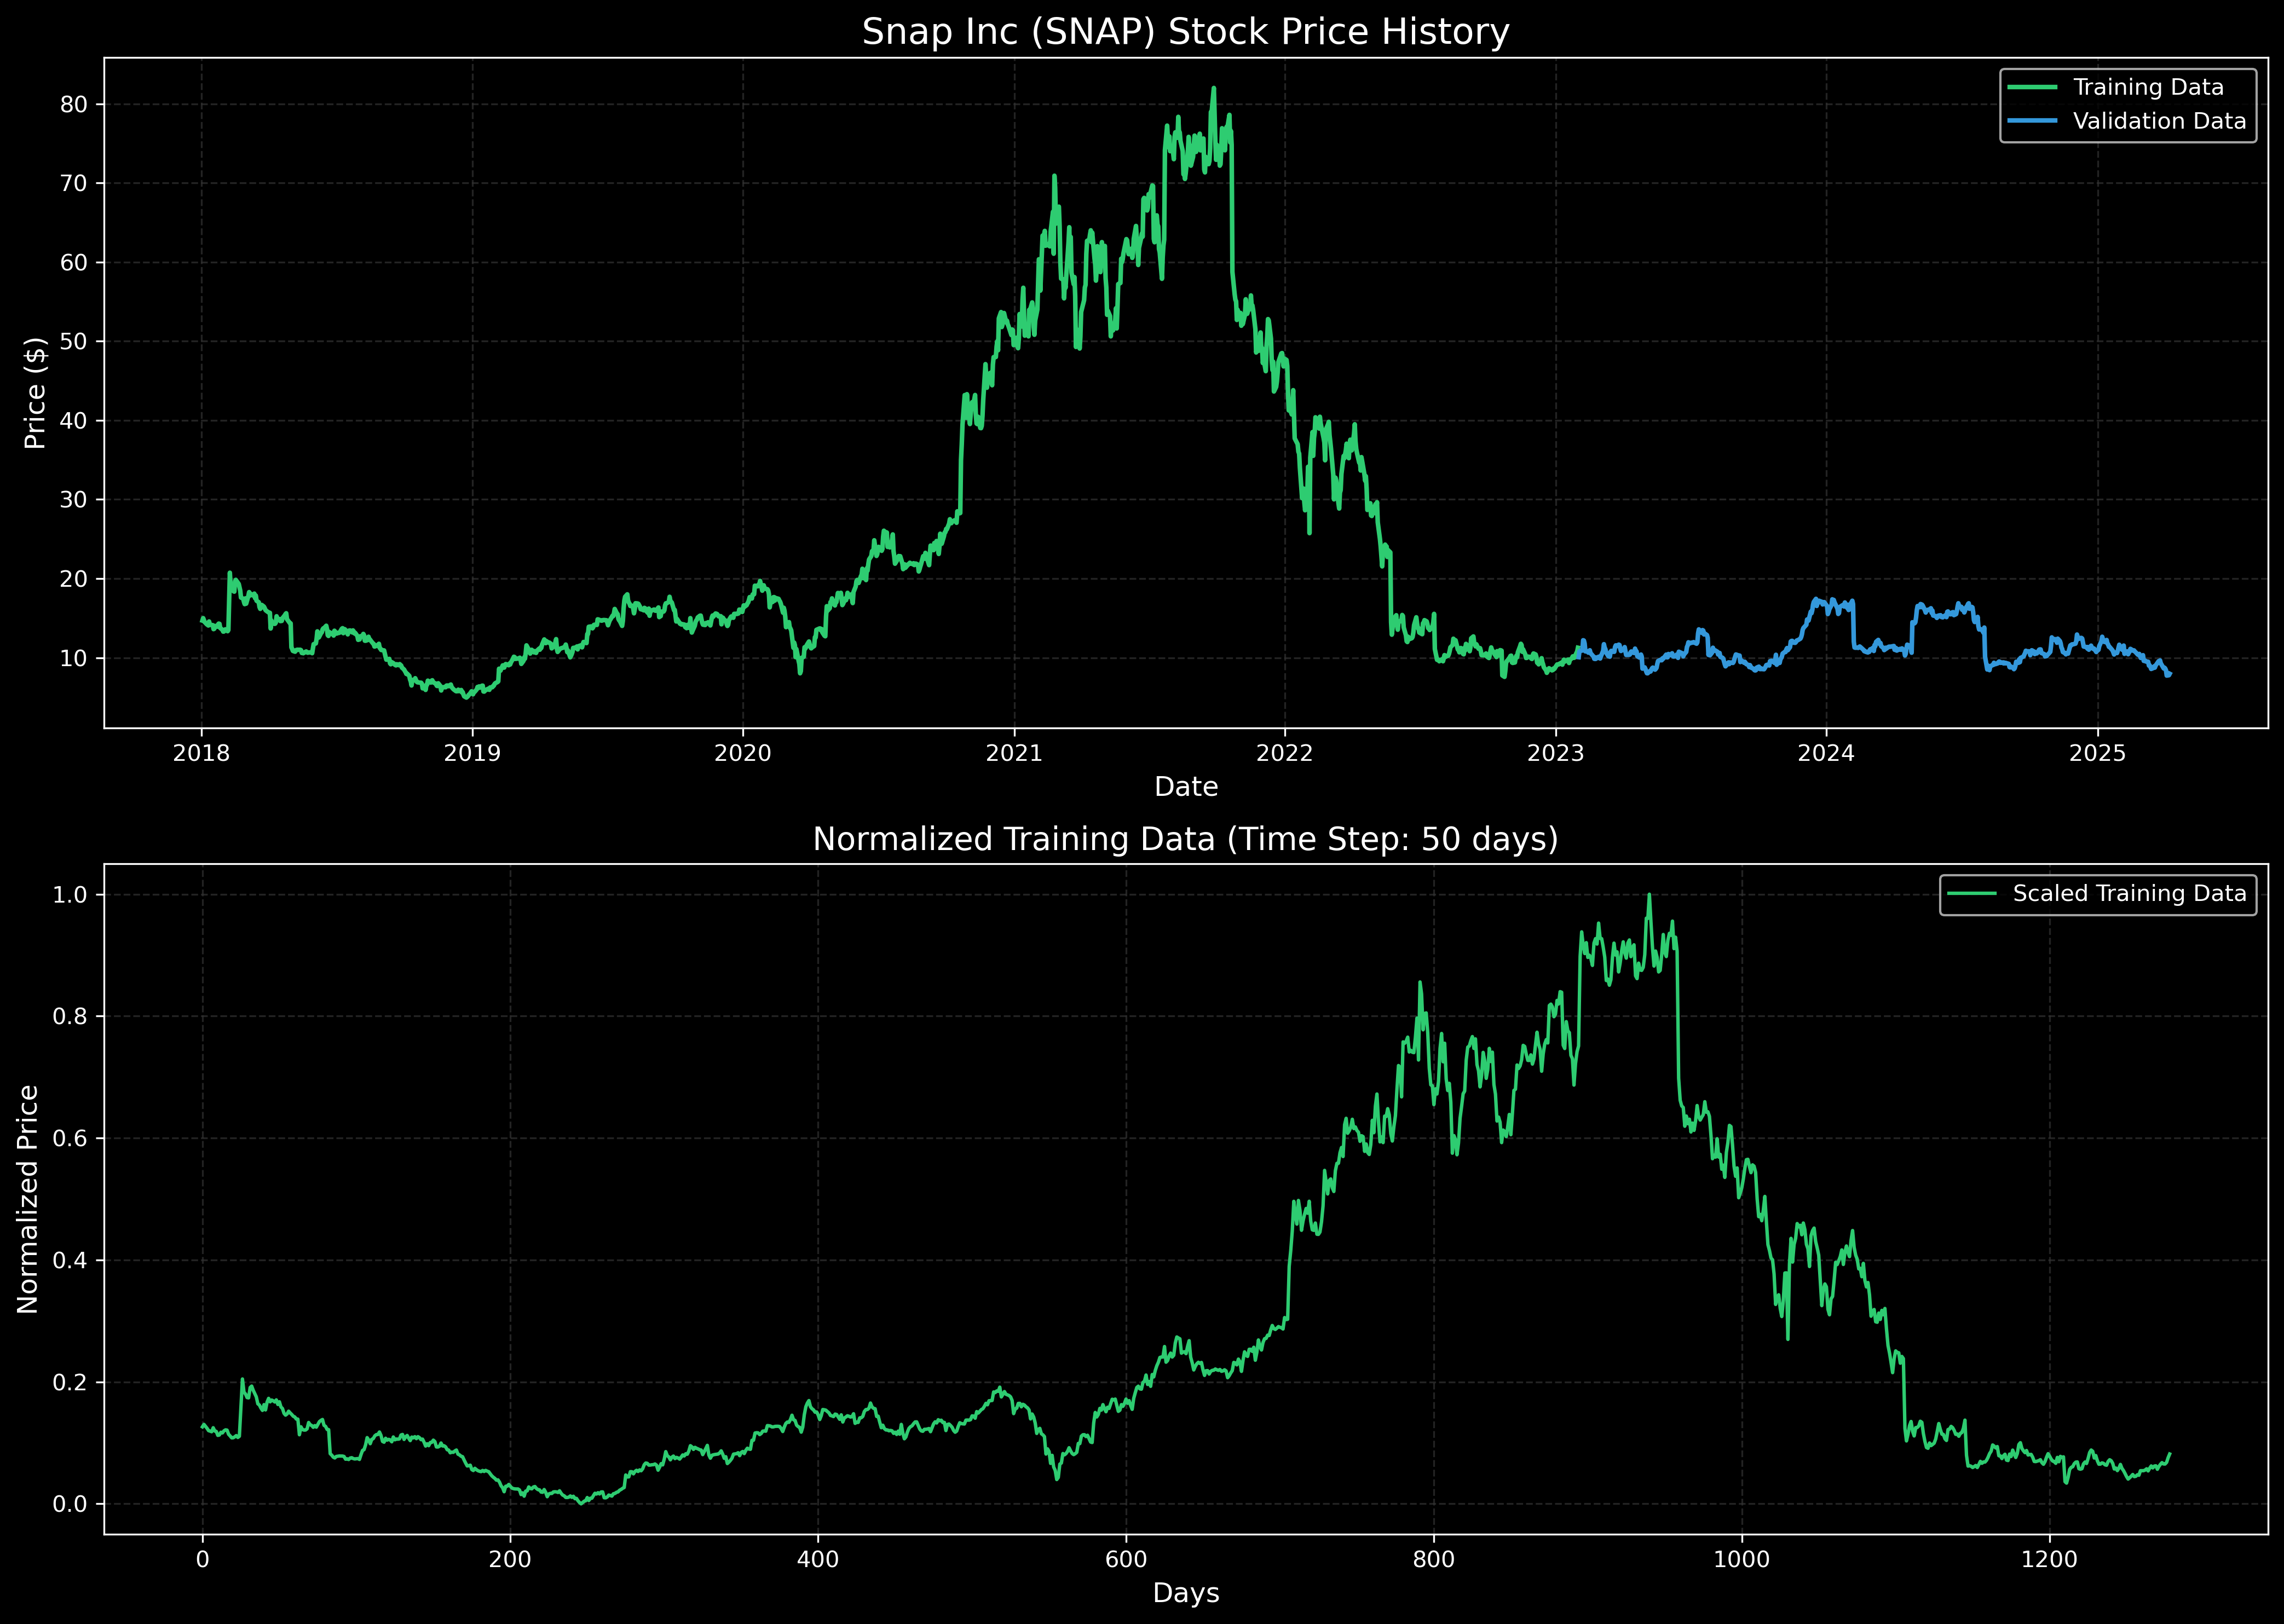 Snap Inc (SNAP) Stock Price History
Training Data
Validation Data
80
70
60
50
40
30
20
10
Price ($)
2018 2019 2020 2021 2022 2023 2024 2025
Date
Normalized Training Data (Time Step: 50 days)
Scaled Training Data
1.0
0.8
0.6
0.4
0.2
0.0
Normalized Price
0 200 400 600 800 1000 1200
Days